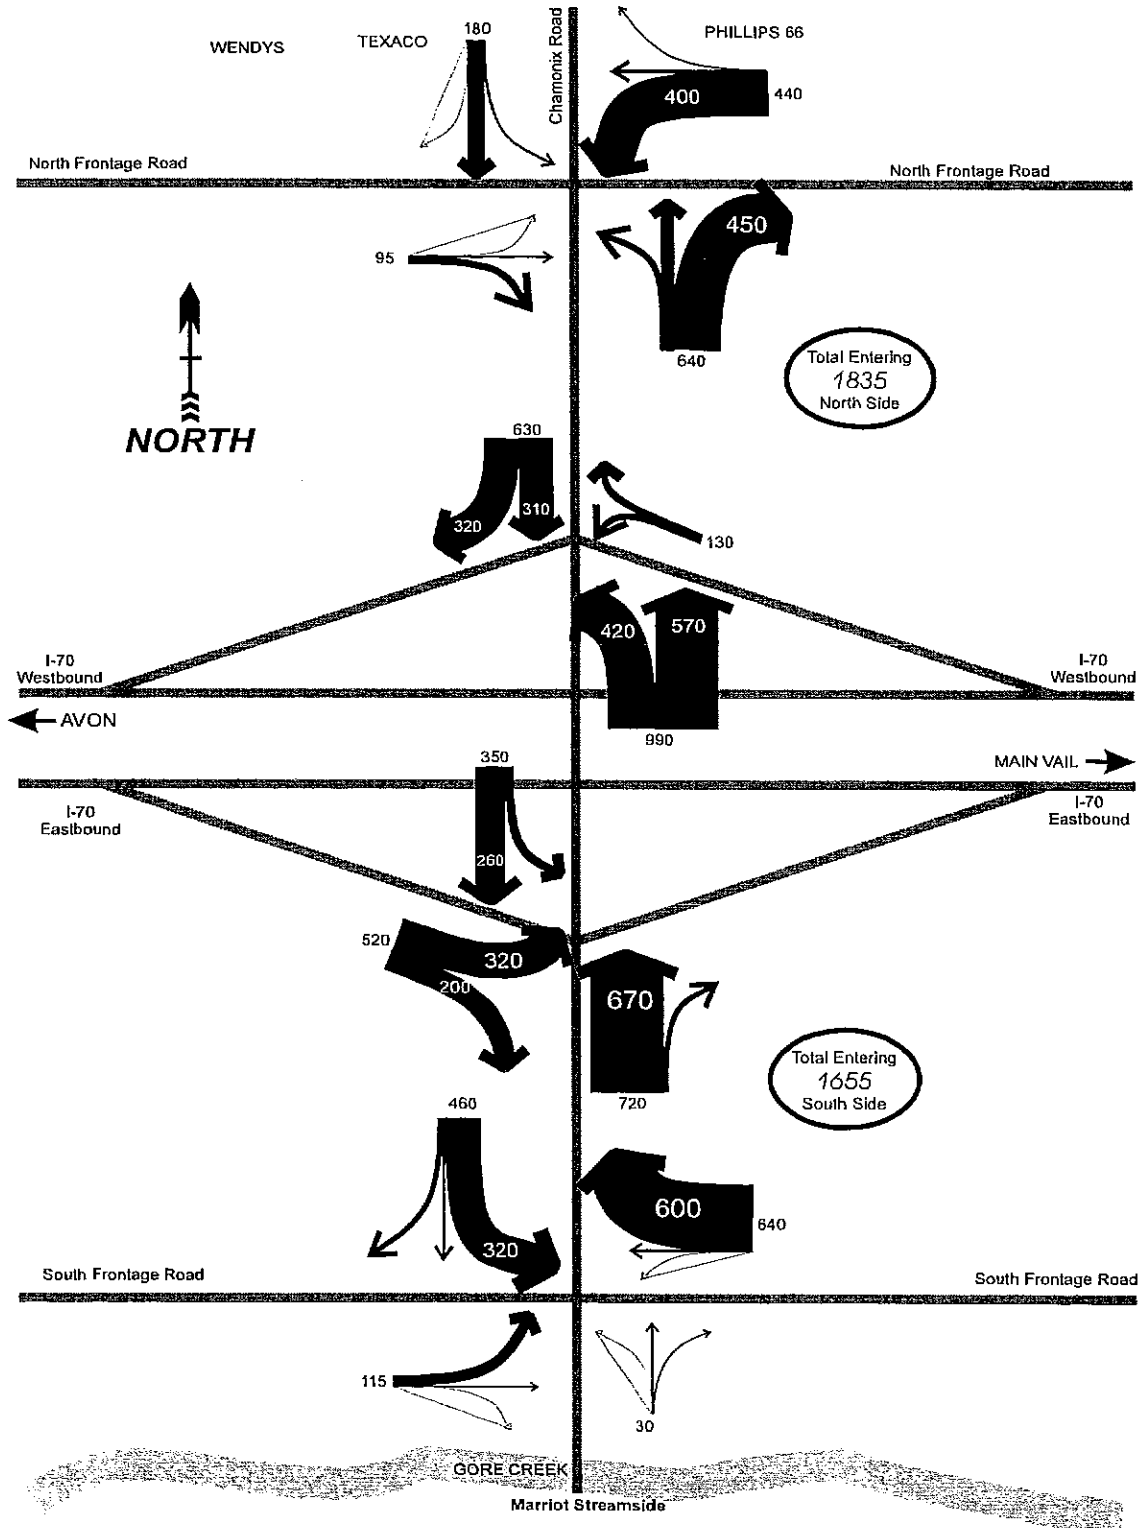 180
WENDYS
TEXACO
Chamonix Road
PHILLIPS 66
400
440
North Frontage Road
North Frontage Road
450
95
640
Total Entering
1835
North Side
NORTH
630
320
310
130
420
570
I-70
Westbound
I-70
Westbound
AVON
990
350
MAIN VAIL
I-70
Eastbound
I-70
Eastbound
260
520
320
200
670
Total Entering
1655
South Side
460
720
600
640
320
South Frontage Road
South Frontage Road
115
30
GORE CREEK
Marriot Streamside